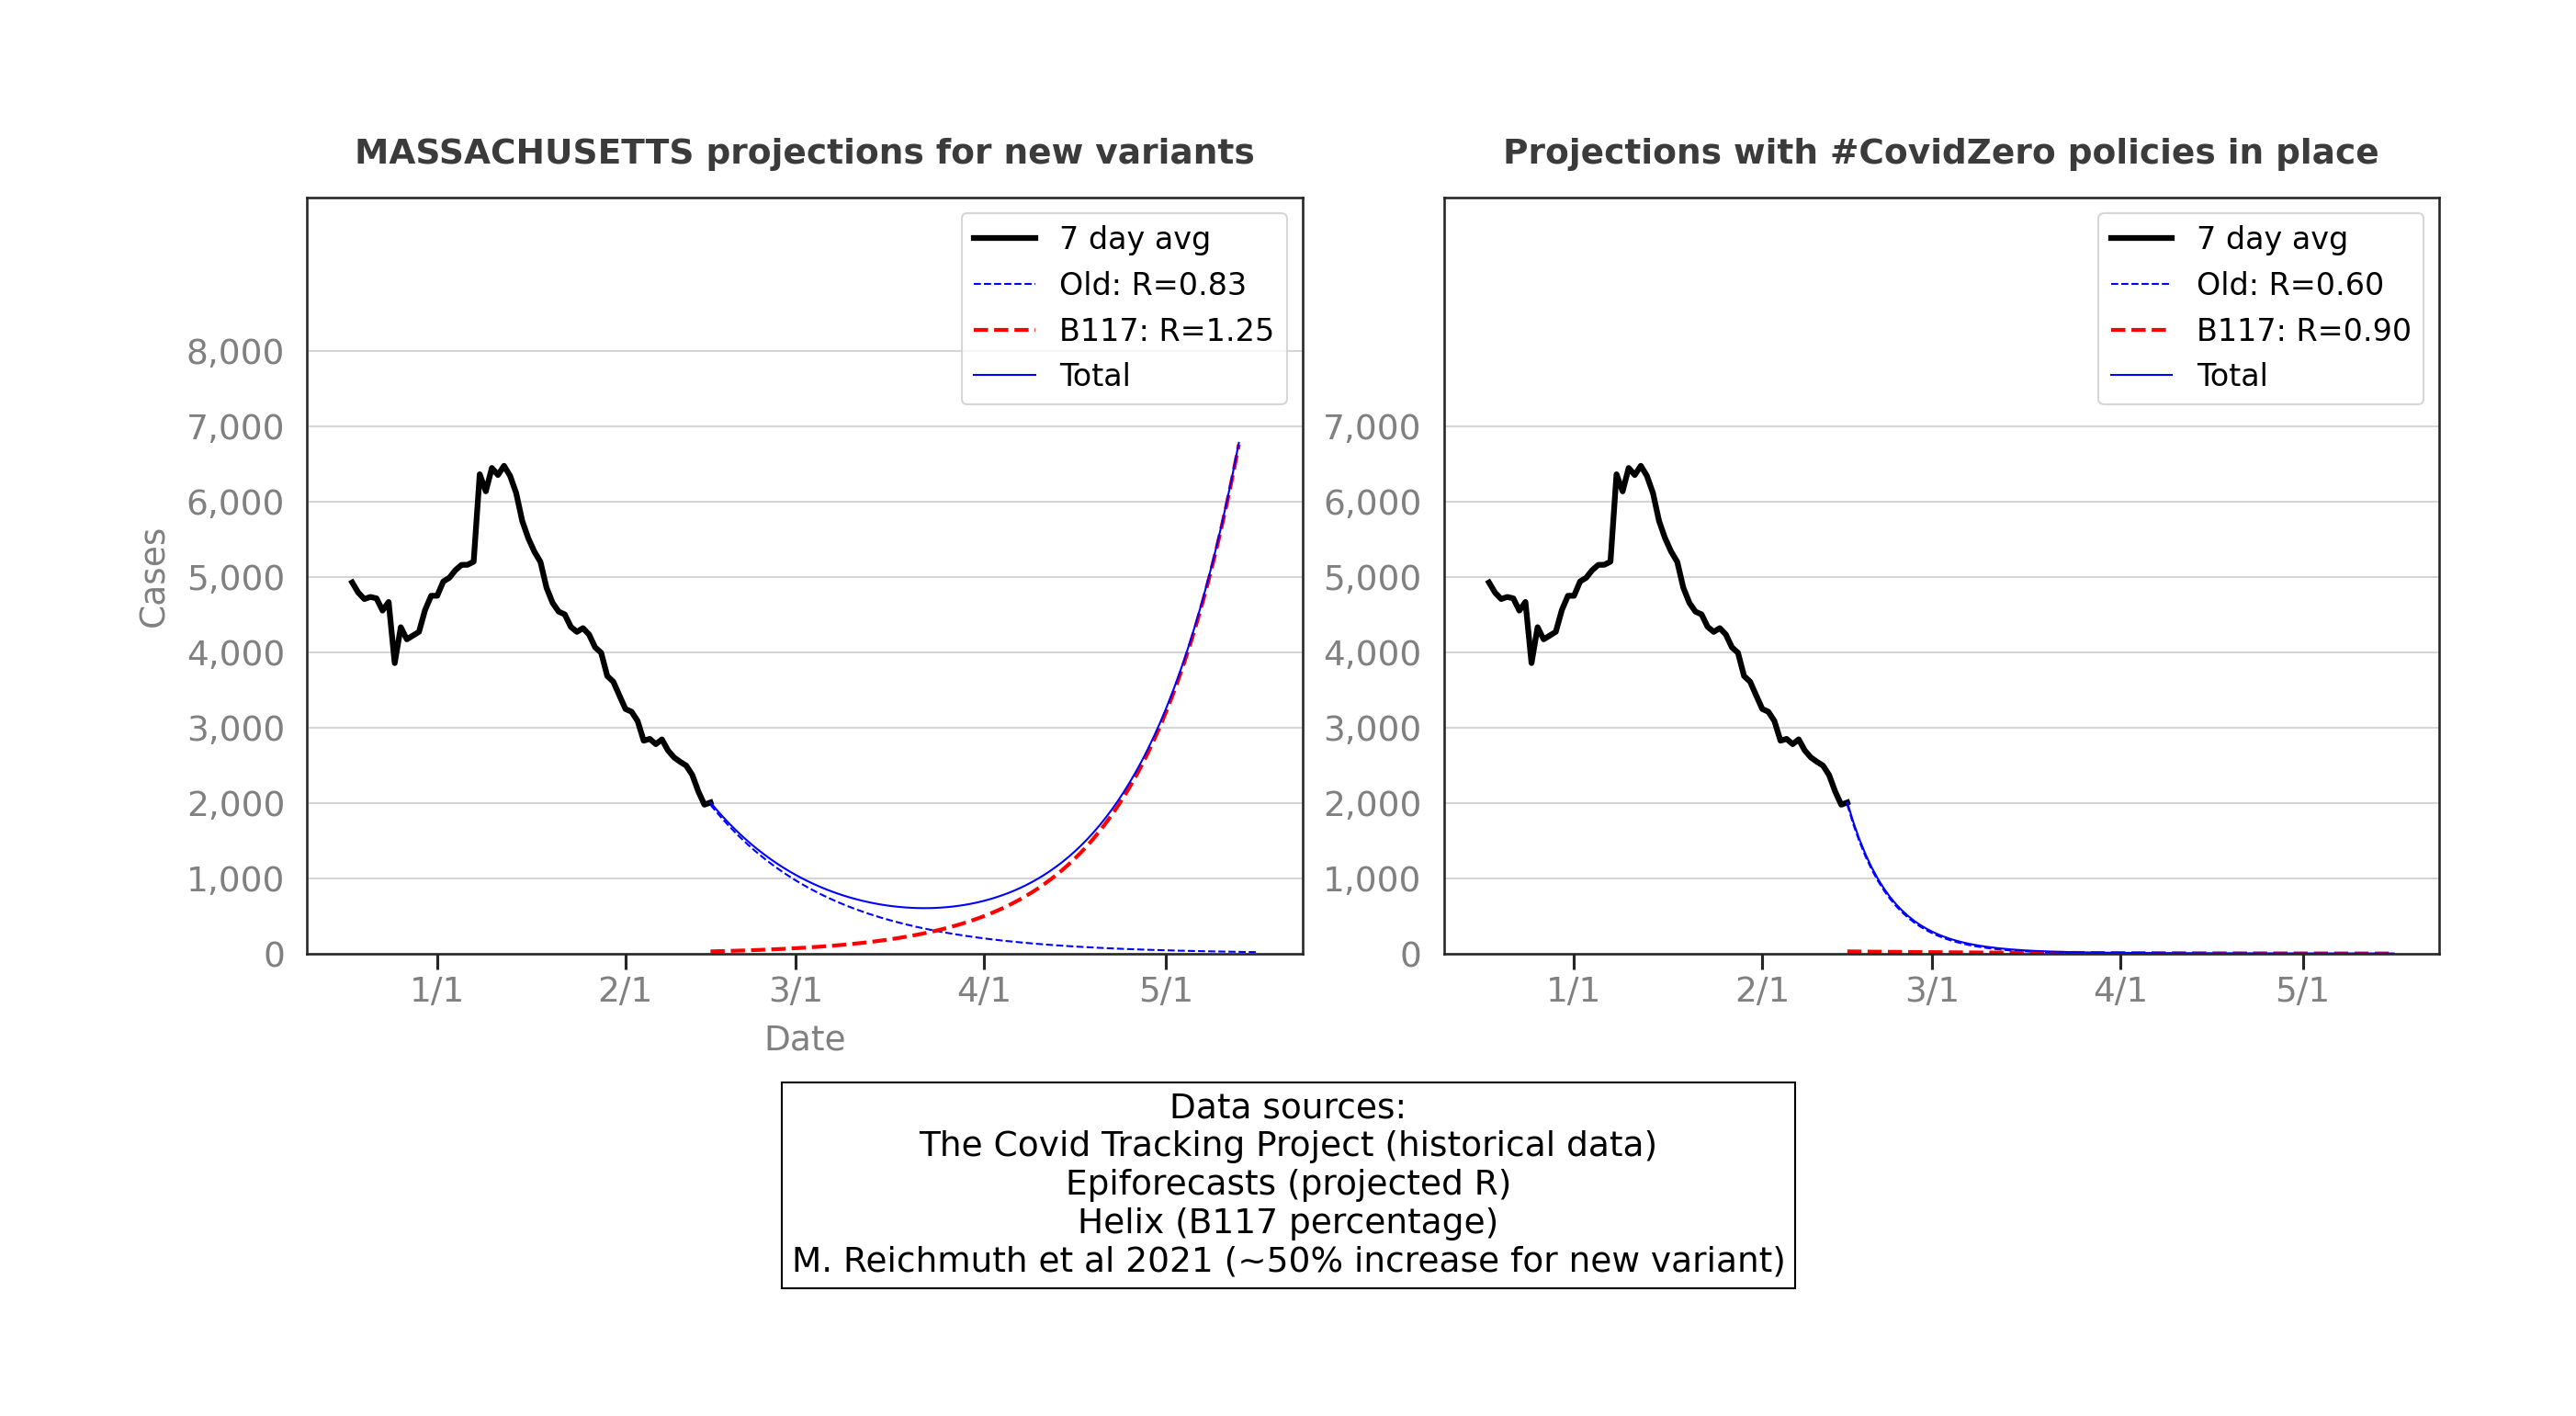 MASSACHUSETTS projections for new variants
7 day avg
Old: R=0.83
B117: R=1.25
Total
Cases
8,000
7,000
6,000
5,000
4,000
3,000
2,000
1,000
0
1/1
2/1
3/1
4/1
5/1
Date
Projections with #CovidZero policies in place
7 day avg
Old: R=0.60
B117: R=0.90
Total
7,000
6,000
5,000
4,000
3,000
2,000
1,000
0
1/1
2/1
3/1
4/1
5/1
Data sources:
The Covid Tracking Project (historical data)
Epiforecasts (projected R)
Helix (B117 percentage)
M. Reichmuth et al 2021 (~50% increase for new variant)